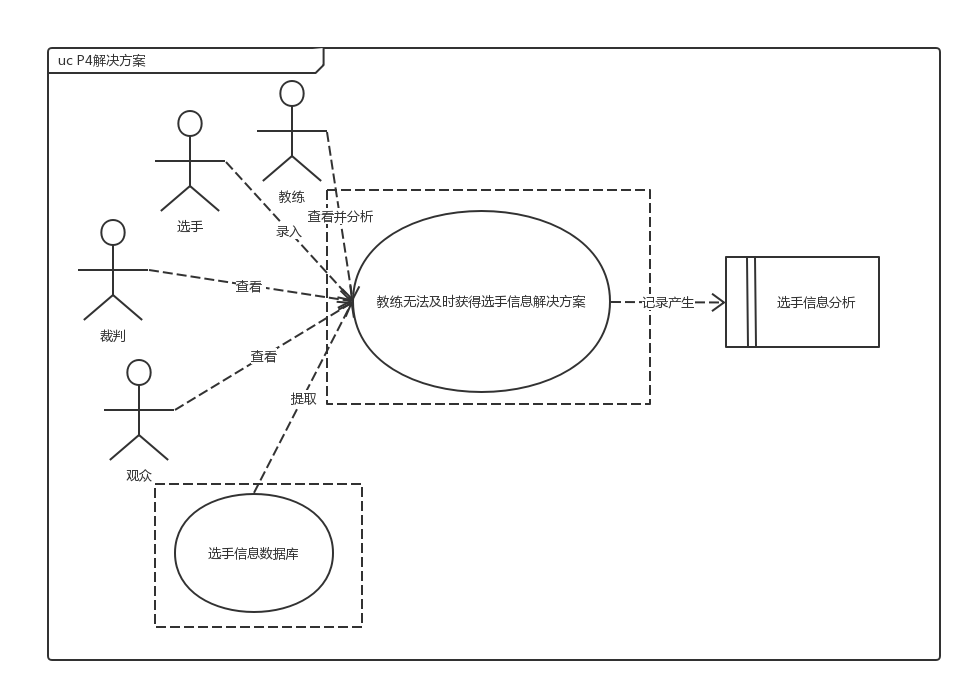 uc P4解决方案
教练
选手
查看并分析
录入
查看
裁判
教练无法及时获得选手信息解决方案
记录产生
选手信息分析
查看
提取
观众
选手信息数据库